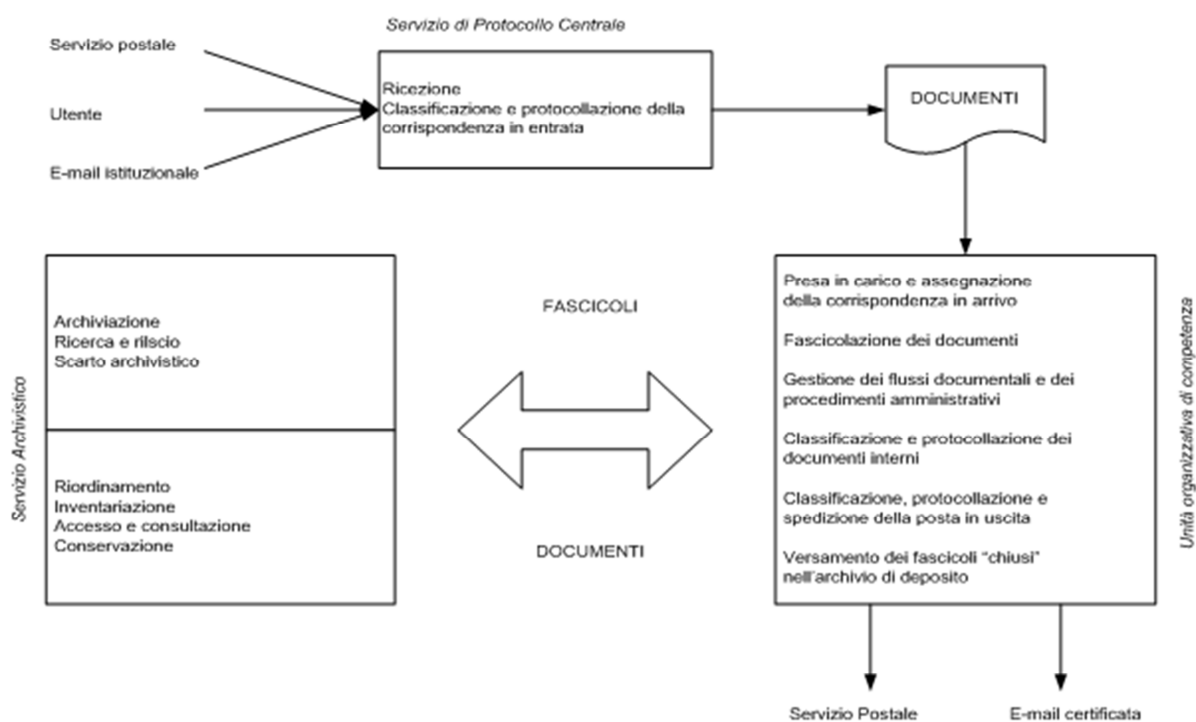 Servizio di Protocollo Centrale
Servizio postale
Utente
E-mail istituzionale
Ricezione
Classificazione e protocollazione della
corrispondenza in entrata
DOCUMENTI
Servizio Archivistico
Archiviazione
Ricerca e rilscio
Scarto archivistico
Riordinamento
Inventariazione
Accesso e consultazione
Conservazione
FASCICOLI
DOCUMENTI
Presa in carico e assegnazione
della corrispondenza in arrivo
Fascicolazione dei documenti
Gestione dei flussi documentali e dei
procedimenti amministrativi
Classificazione e protocollazione dei
documenti interni
Classificazione, protocollazione e
spedizione della posta in uscita
Versamento dei fascicoli “chiusi”
nell’archivio di deposito
Unità organizzativa di competenza
Servizio Postale
E-mail certificata